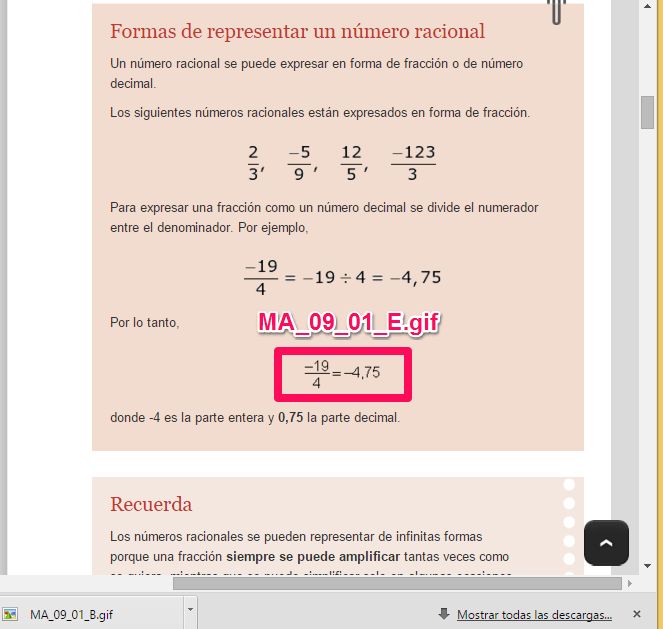 Formas de representar un número racional
Un número racional se puede expresar en forma de fracción o de número
decimal.
Los siguientes números racionales están expresados en forma de fracción.
2/3, −5/9, 12/5, −123/3
Para expresar una fracción como un número decimal se divide el numerador
entre el denominador. Por ejemplo,
−19/4 = −19 ÷ 4 = −4,75
Por lo tanto,
MA_09_01_E.gif
−19/4 = −4,75
donde -4 es la parte entera y 0,75 la parte decimal.
Recuerda
Los números racionales se pueden representar de infinitas formas
porque una fracción siempre se puede amplificar tantas veces como
MA_09_01_B.gif
Mostrar todas las descargas...